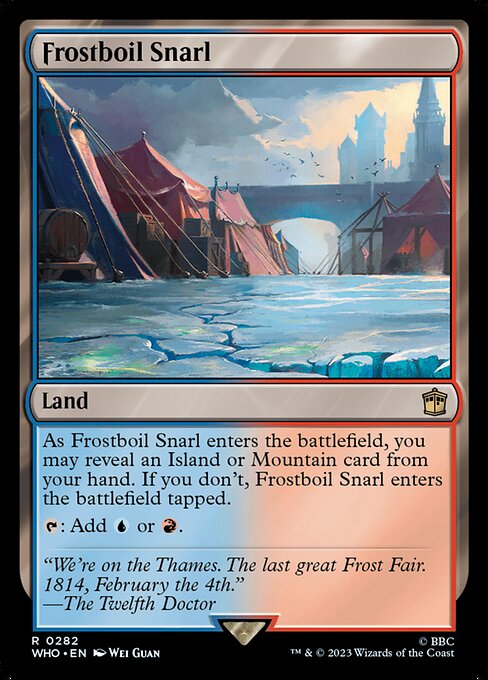 Frostboil Snarl
Land
As Frostboil Snarl enters the battlefield, you
may reveal an Island or Mountain card from
your hand. If you don't, Frostboil Snarl enters
the battlefield tapped.
: Add or .
“We're on the Thames. The last great Frost Fair.
1814, February the 4th.”
—The Twelfth Doctor
R 0282
WHO • EN Wei Guan
© BBC
™ & © 2023 Wizards of the Coast